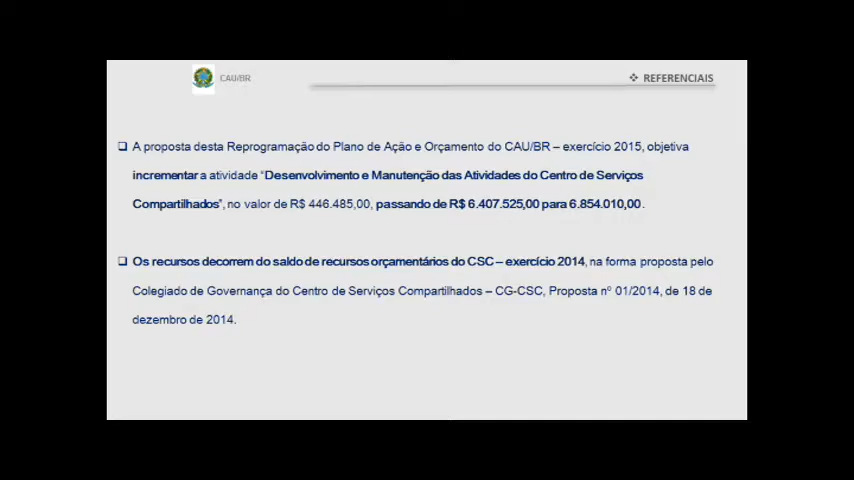 CAU/BR
❖ REFERENCIAIS
❑ A proposta desta Reprogramação do Plano de Ação e Orçamento do CAU/BR – exercício 2015, objetiva
incrementar a atividade “Desenvolvimento e Manutenção das Atividades do Centro de Serviços
Compartilhados”, no valor de R$ 446.485,00, passando de R$ 6.407.525,00 para 6.854.010,00.
❑ Os recursos decorrem do saldo de recursos orçamentários do CSC – exercício 2014, na forma proposta pelo
Colegiado de Governança do Centro de Serviços Compartilhados – CG-CSC, Proposta nº 01/2014, de 18 de
dezembro de 2014.